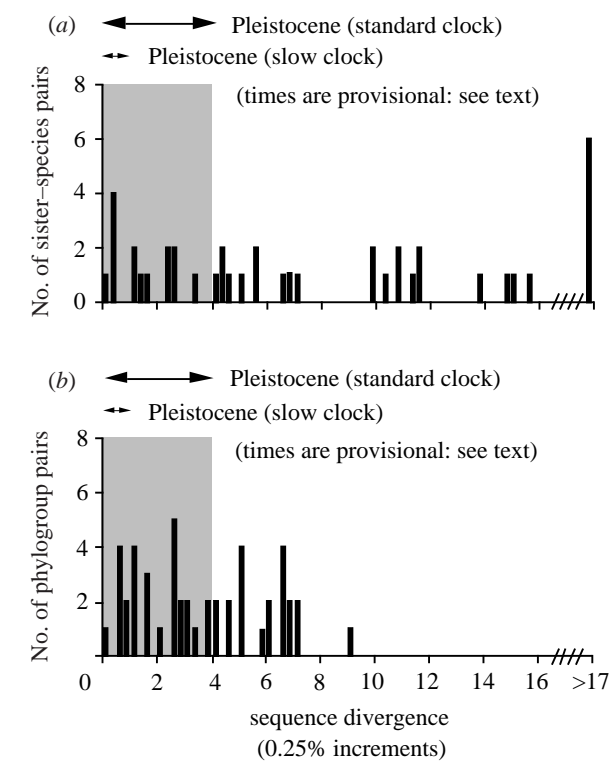 (a)
Pleistocene (standard clock)
Pleistocene (slow clock)
(times are provisional: see text)
No. of sister–species pairs
8
6
4
2
0
(b)
Pleistocene (standard clock)
Pleistocene (slow clock)
(times are provisional: see text)
No. of phylogroup pairs
8
6
4
2
0 2 4 6 8 10 12 14 16 >17
sequence divergence
(0.25% increments)